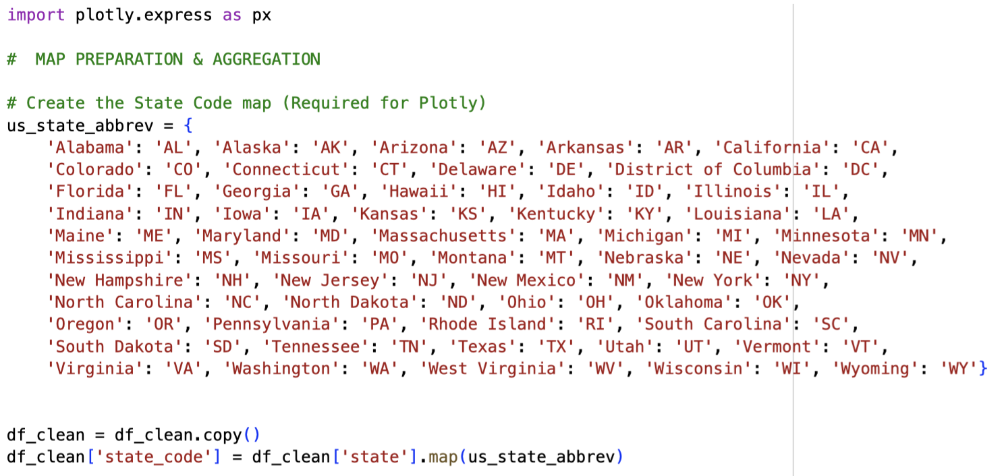 import plotly.express as px
#  MAP PREPARATION & AGGREGATION
# Create the State Code map (Required for Plotly)
us_state_abbrev = {
    'Alabama': 'AL', 'Alaska': 'AK', 'Arizona': 'AZ', 'Arkansas': 'AR', 'California': 'CA',
    'Colorado': 'CO', 'Connecticut': 'CT', 'Delaware': 'DE', 'District of Columbia': 'DC',
    'Florida': 'FL', 'Georgia': 'GA', 'Hawaii': 'HI', 'Idaho': 'ID', 'Illinois': 'IL',
    'Indiana': 'IN', 'Iowa': 'IA', 'Kansas': 'KS', 'Kentucky': 'KY', 'Louisiana': 'LA',
    'Maine': 'ME', 'Maryland': 'MD', 'Massachusetts': 'MA', 'Michigan': 'MI', 'Minnesota': 'MN',
    'Mississippi': 'MS', 'Missouri': 'MO', 'Montana': 'MT', 'Nebraska': 'NE', 'Nevada': 'NV',
    'New Hampshire': 'NH', 'New Jersey': 'NJ', 'New Mexico': 'NM', 'New York': 'NY',
    'North Carolina': 'NC', 'North Dakota': 'ND', 'Ohio': 'OH', 'Oklahoma': 'OK',
    'Oregon': 'OR', 'Pennsylvania': 'PA', 'Rhode Island': 'RI', 'South Carolina': 'SC',
    'South Dakota': 'SD', 'Tennessee': 'TN', 'Texas': 'TX', 'Utah': 'UT', 'Vermont': 'VT',
    'Virginia': 'VA', 'Washington': 'WA', 'West Virginia': 'WV', 'Wisconsin': 'WI', 'Wyoming': 'WY'}
df_clean = df_clean.copy()
df_clean['state_code'] = df_clean['state'].map(us_state_abbrev)